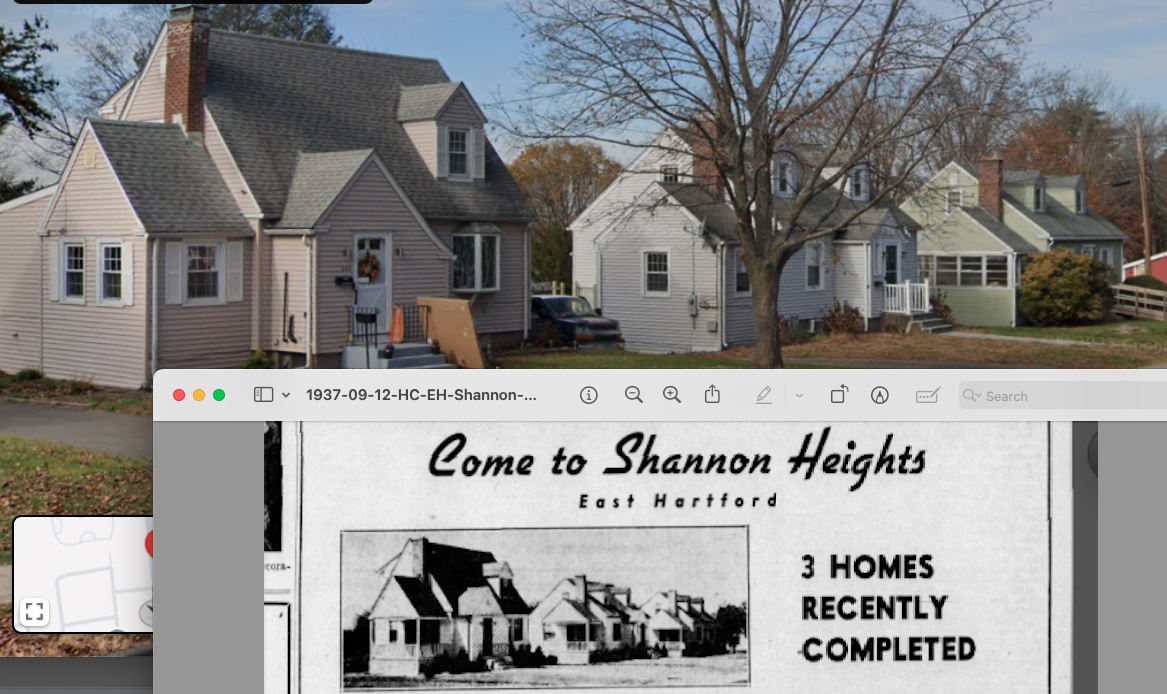 1937-09-12-HC-EH-Shannon-...
Search
Come to Shannon Heights
East Hartford
3 HOMES
RECENTLY
COMPLETED